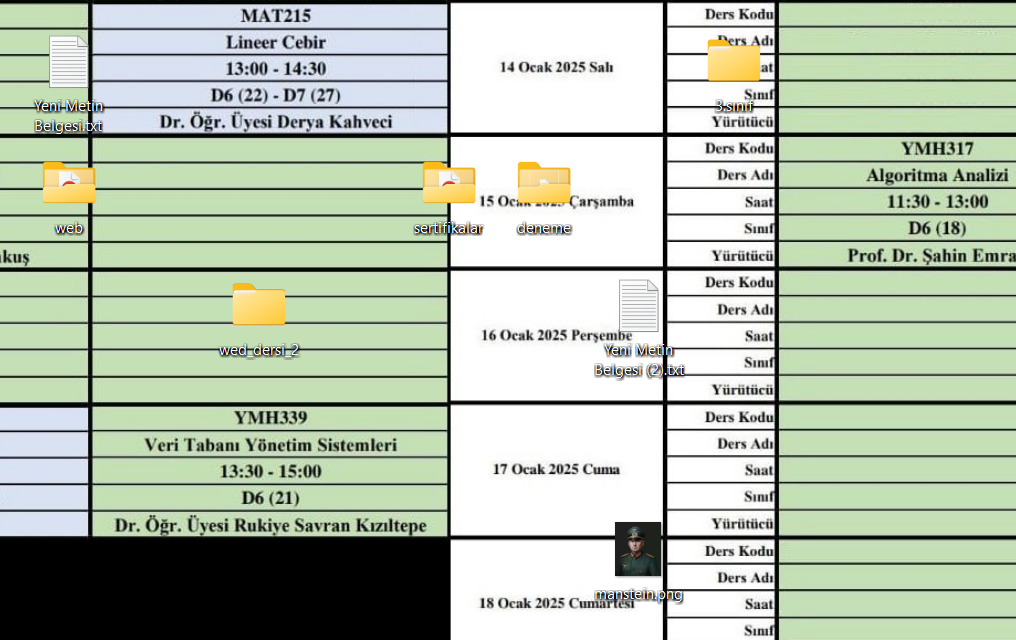 MAT215
Lineer Cebir
13:00 - 14:30
D6 (22) - D7 (27)
Dr. Öğr. Üyesi Derya Kahveci
Yeni Metin
Belgesi.txt
14 Ocak 2025 Salı
Ders Kodu
Ders Adı
Sınıf
Yürütücü
3.sınıf
web
kuş
sertifikalar
deneme
15 Ocak 2025 Çarşamba
Ders Kodu
Ders Adı
Saat
Sınıf
Yürütücü
YMH317
Algoritma Analizi
11:30 - 13:00
D6 (18)
Prof. Dr. Şahin Emra
wed_dersi_2
16 Ocak 2025 Perşembe
Yeni Metin
Belgesi (2).txt
Ders Kodu
Ders Adı
Saat
Sınıf
Yürütücü
YMH339
Veri Tabanı Yönetim Sistemleri
13:30 - 15:00
D6 (21)
Dr. Öğr. Üyesi Rukiye Savran Kızıltepe
17 Ocak 2025 Cuma
Ders Kodu
Ders Adı
Saat
Sınıf
Yürütücü
manstein.png
18 Ocak 2025 Cumartesi
Ders Kodu
Ders Adı
Saat
Sınıf